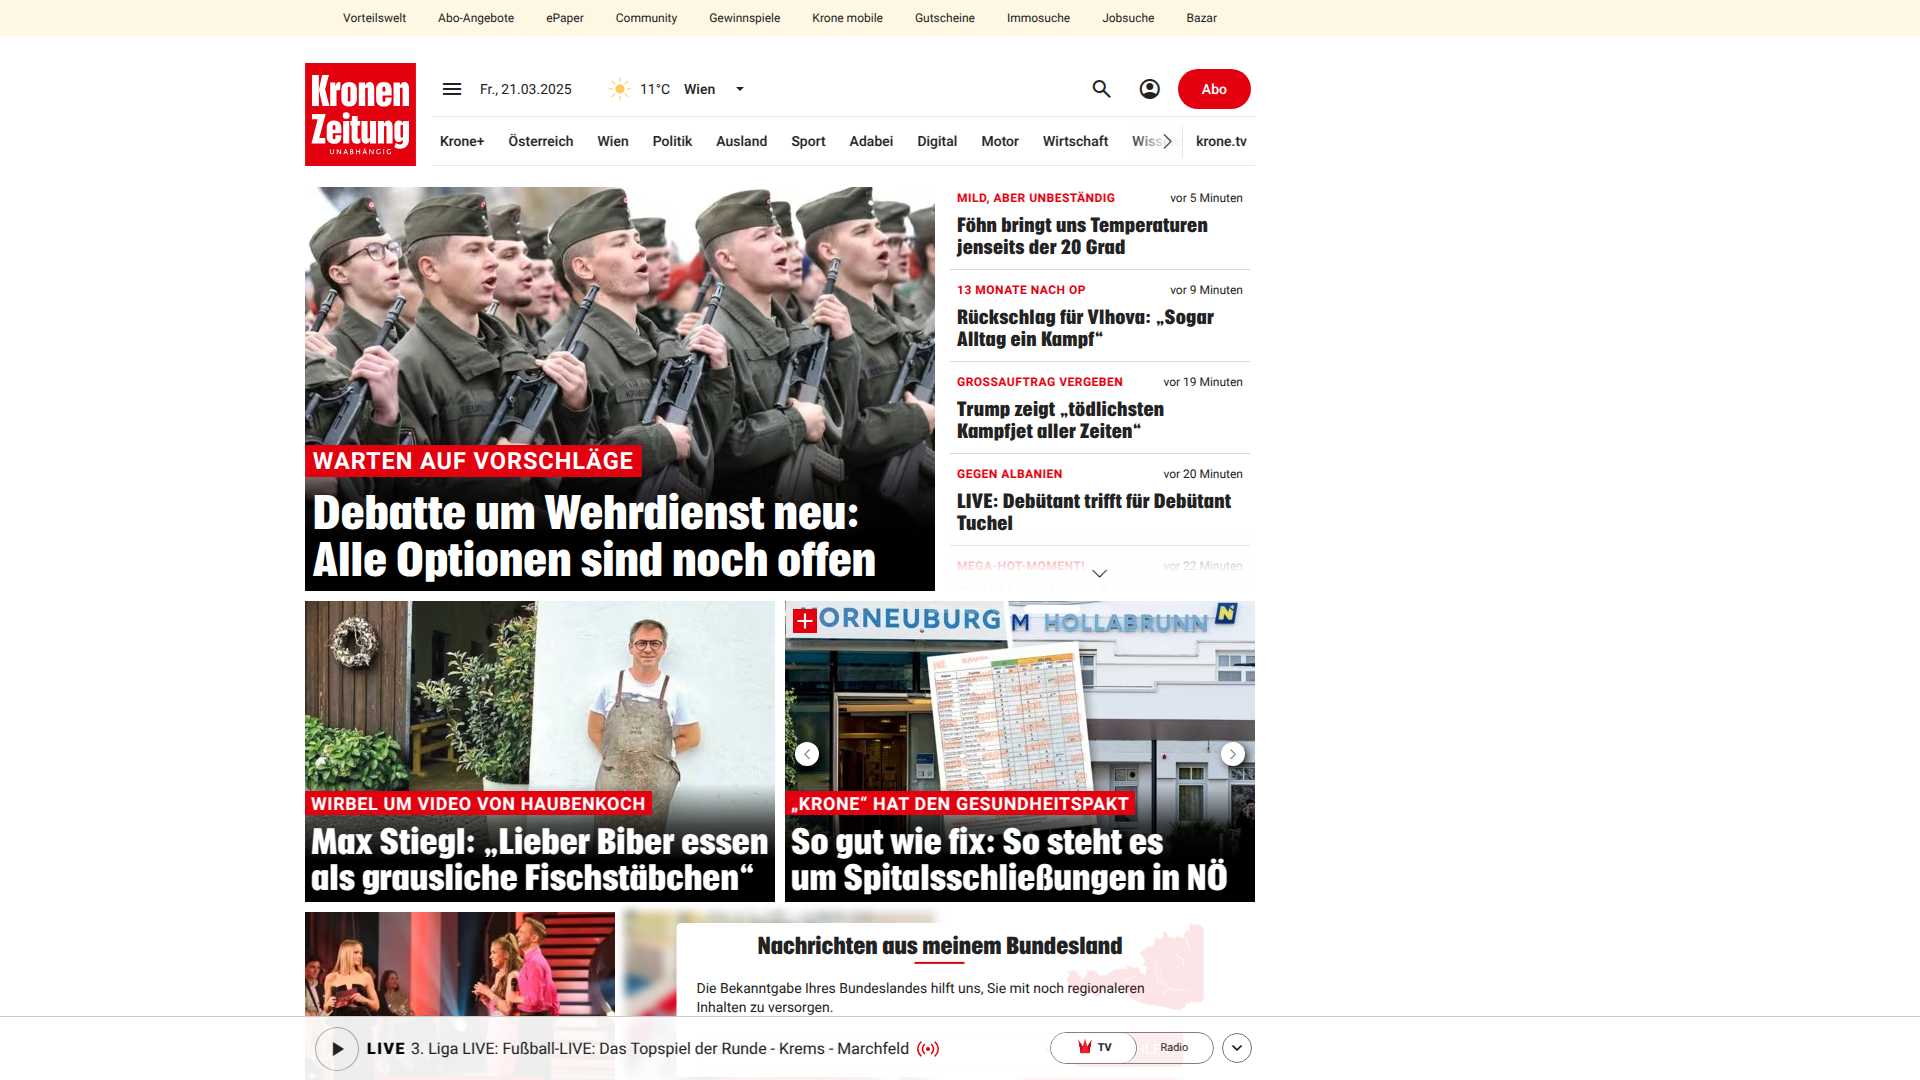 Vorteilswelt Abo-Angebote ePaper Community Gewinnspiele Krone mobile Gutscheine Immosuche Jobsuche Bazar
Kronen
Zeitung
UNABHÄNGIG
Fr., 21.03.2025 11°C Wien Abo
Krone+ Österreich Wien Politik Ausland Sport Adabei Digital Motor Wirtschaft Wiss krone.tv
WARTEN AUF VORSCHLÄGE
Debatte um Wehrdienst neu:
Alle Optionen sind noch offen
MILD, ABER UNBESTÄNDIG vor 5 Minuten
Föhn bringt uns Temperaturen
jenseits der 20 Grad
13 MONATE NACH OP vor 9 Minuten
Rückschlag für Vlhova: „Sogar
Alltag ein Kampf“
GROSSAUFTRAG VERGEBEN vor 19 Minuten
Trump zeigt „tödlichsten
Kampfjet aller Zeiten“
GEGEN ALBANIEN vor 20 Minuten
LIVE: Debütant trifft für Debütant
Tuchel
MEGA-HOT-MOMENT! vor 22 Minuten
WIRBEL UM VIDEO VON HAUBENKOCH
Max Stiegl: „Lieber Biber essen
als grausliche Fischstäbchen“
ORNEUBURG M HOLLABRUNN N
„KRONE“ HAT DEN GESUNDHEITSPAKT
So gut wie fix: So steht es
um Spitalsschließungen in NÖ
Nachrichten aus meinem Bundesland
Die Bekanntgabe Ihres Bundeslandes hilft uns, Sie mit noch regionaleren
Inhalten zu versorgen.
LIVE 3. Liga LIVE: Fußball-LIVE: Das Topspiel der Runde - Krems - Marchfeld TV Radio